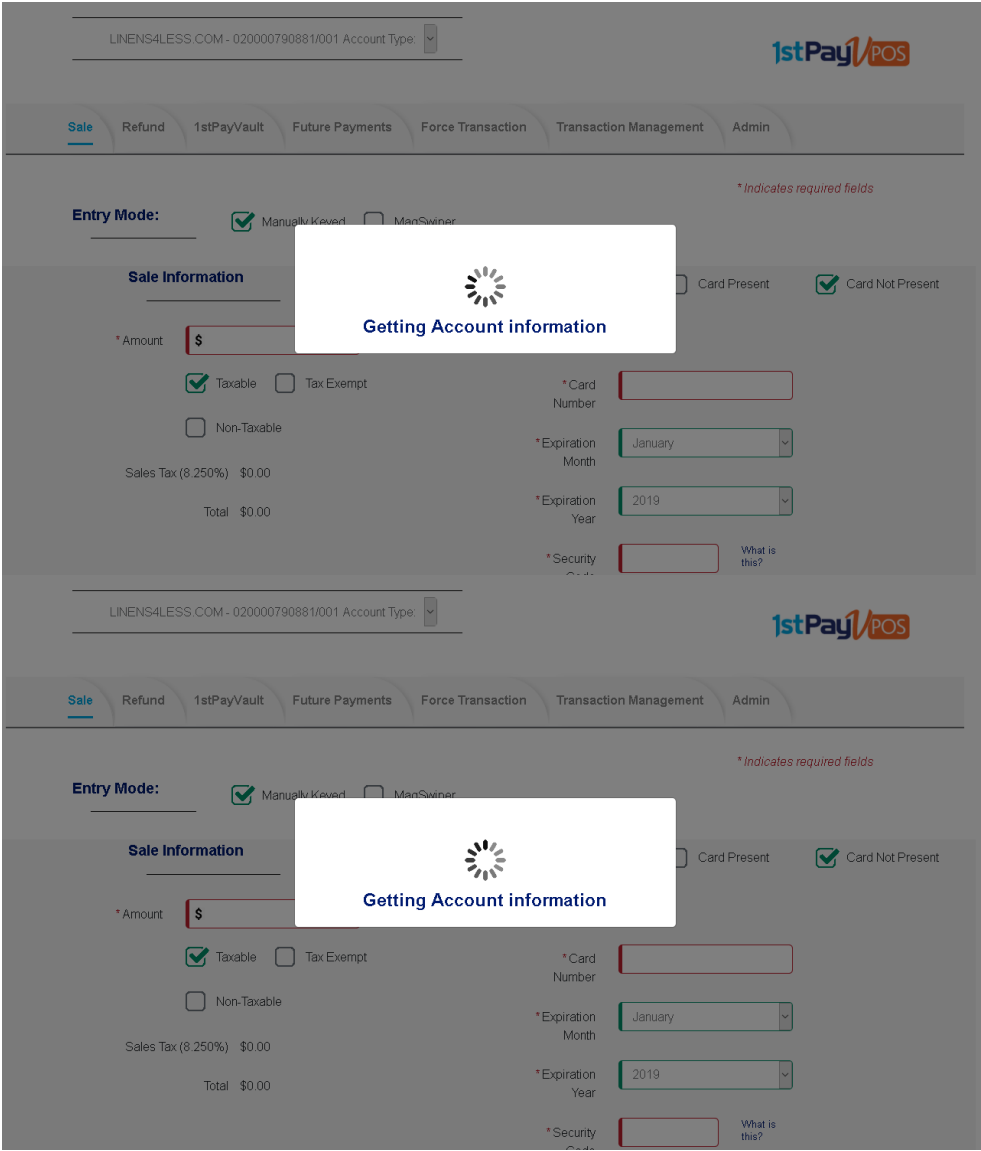 LINENS4LESS.COM - 020000790881/001 Account Type:
1stPay POS
Sale Refund 1stPayVault Future Payments Force Transaction Transaction Management Admin
* Indicates required fields
Entry Mode:
Manually Keyed MagSwiper
Sale Information
Card Present Card Not Present
Getting Account information
* Amount $
Taxable Tax Exempt
* Card
Number
Non-Taxable
* Expiration
Month
January
Sales Tax (8.250%) $0.00
* Expiration
Year
2019
Total $0.00
* Security
Code
What is
this?
LINENS4LESS.COM - 020000790881/001 Account Type:
1stPay POS
Sale Refund 1stPayVault Future Payments Force Transaction Transaction Management Admin
* Indicates required fields
Entry Mode:
Manually Keyed MagSwiper
Sale Information
Card Present Card Not Present
Getting Account information
* Amount $
Taxable Tax Exempt
* Card
Number
Non-Taxable
* Expiration
Month
January
Sales Tax (8.250%) $0.00
* Expiration
Year
2019
Total $0.00
* Security
Code
What is
this?